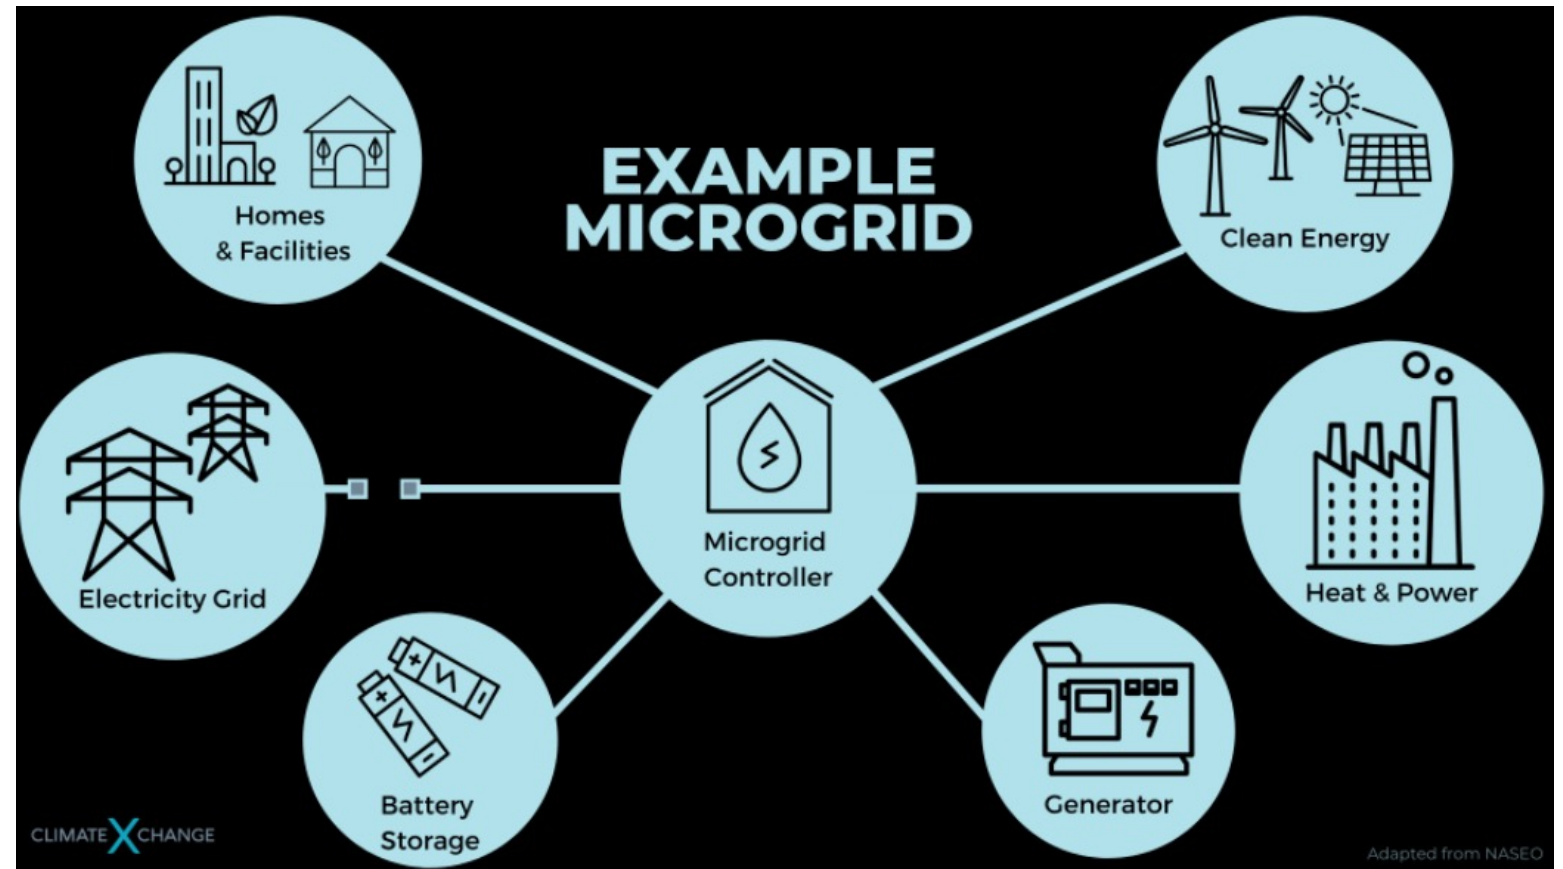 EXAMPLE
MICROGRID
Homes
& Facilities
Clean Energy
Electricity Grid
Microgrid
Controller
Heat & Power
Battery
Storage
Generator
CLIMATE X CHANGE
Adapted from NASEO